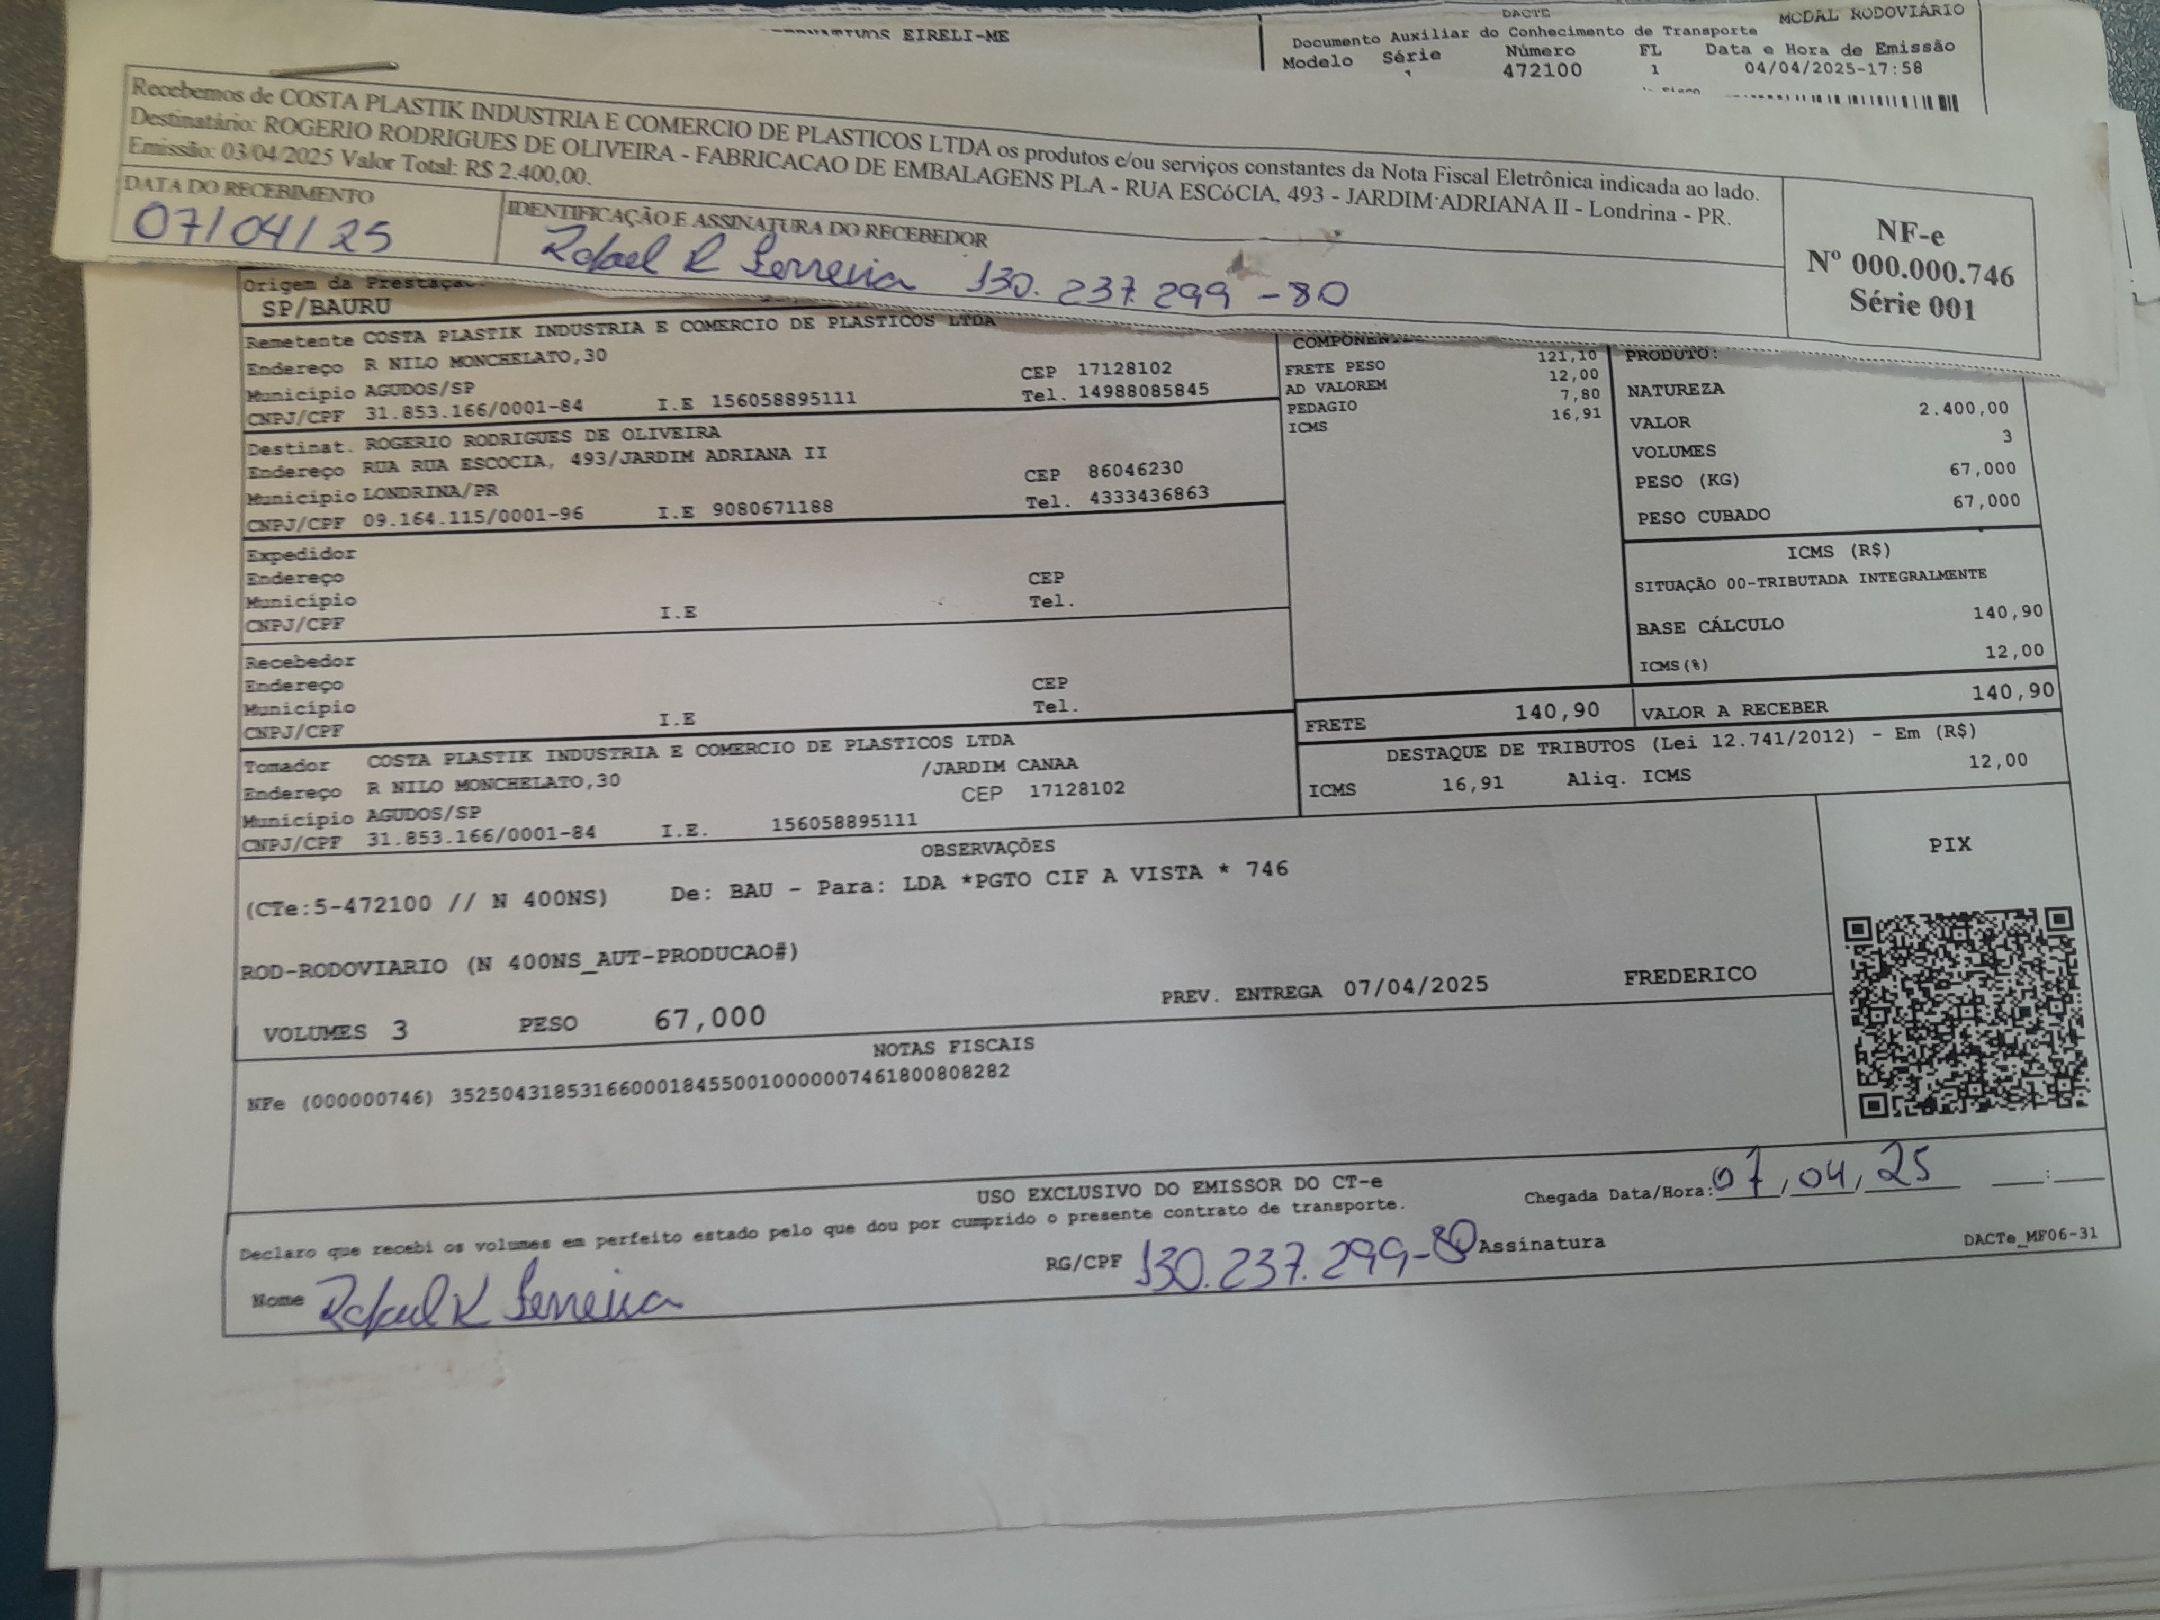 EIRELI-ME
DACTE
MODAL RODOVIÁRIO
Documento Auxiliar do Conhecimento de Transporte
Modelo Série Número FL Data e Hora de Emissão
472100 1 04/04/2025-17:58
Recebemos de COSTA PLASTIK INDUSTRIA E COMERCIO DE PLASTICOS LTDA os produtos e/ou serviços constantes da Nota Fiscal Eletrônica indicada ao lado.
Destinatário: ROGERIO RODRIGUES DE OLIVEIRA - FABRICACAO DE EMBALAGENS PLA - RUA ESCóCIA, 493 - JARDIM ADRIANA II - Londrina - PR.
Emissão: 03/04/2025 Valor Total: R$ 2.400,00.
DATA DO RECEBIMENTO
07/04/25
IDENTIFICAÇÃO E ASSINATURA DO RECEBEDOR
Rafael R Ferreira 130.237.299-80
NF-e
Nº 000.000.746
Série 001
Origem da Prestação
SP/BAURU
Remetente COSTA PLASTIK INDUSTRIA E COMERCIO DE PLASTICOS LTDA
Endereço R NILO MONCHELATO,30
CEP 17128102
Município AGUDOS/SP
Tel. 14988085845
CNPJ/CPF 31.853.166/0001-84 I.E 156058895111
Destinat. ROGERIO RODRIGUES DE OLIVEIRA
Endereço RUA RUA ESCOCIA, 493/JARDIM ADRIANA II
CEP 86046230
Município LONDRINA/PR
Tel. 4333436863
CNPJ/CPF 09.164.115/0001-96 I.E 9080671188
Expedidor
Endereço CEP
Município Tel.
CNPJ/CPF I.E
Recebedor
Endereço CEP
Município Tel.
CNPJ/CPF I.E
Tomador COSTA PLASTIK INDUSTRIA E COMERCIO DE PLASTICOS LTDA
Endereço R NILO MONCHELATO,30 /JARDIM CANAA
Município AGUDOS/SP CEP 17128102
CNPJ/CPF 31.853.166/0001-84 I.E. 156058895111
FRETE PESO 121,10
AD VALOREM 12,00
PEDAGIO 7,80
ICMS 16,91
PRODUTO:
NATUREZA
VALOR 2.400,00
VOLUMES 3
PESO (KG) 67,000
PESO CUBADO 67,000
ICMS (R$)
SITUAÇÃO 00-TRIBUTADA INTEGRALMENTE
BASE CÁLCULO 140,90
ICMS(%) 12,00
FRETE 140,90 VALOR A RECEBER 140,90
DESTAQUE DE TRIBUTOS (Lei 12.741/2012) - Em (R$)
ICMS 16,91 Aliq. ICMS 12,00
OBSERVAÇÕES
(CTe:5-472100 // N 400NS) De: BAU - Para: LDA *PGTO CIF A VISTA * 746
ROD-RODOVIARIO (N 400NS_AUT-PRODUCAO#)
VOLUMES 3 PESO 67,000 PREV. ENTREGA 07/04/2025 FREDERICO
PIX
NOTAS FISCAIS
NFe (000000746) 35250431853166000184550010000007461800808282
USO EXCLUSIVO DO EMISSOR DO CT-e
Declaro que recebi os volumes em perfeito estado pelo que dou por cumprido o presente contrato de transporte.
Chegada Data/Hora: 07/04/25 :
Nome Rafael R Ferreira RG/CPF 130.237.299-80 Assinatura
DACTe_MF06-31